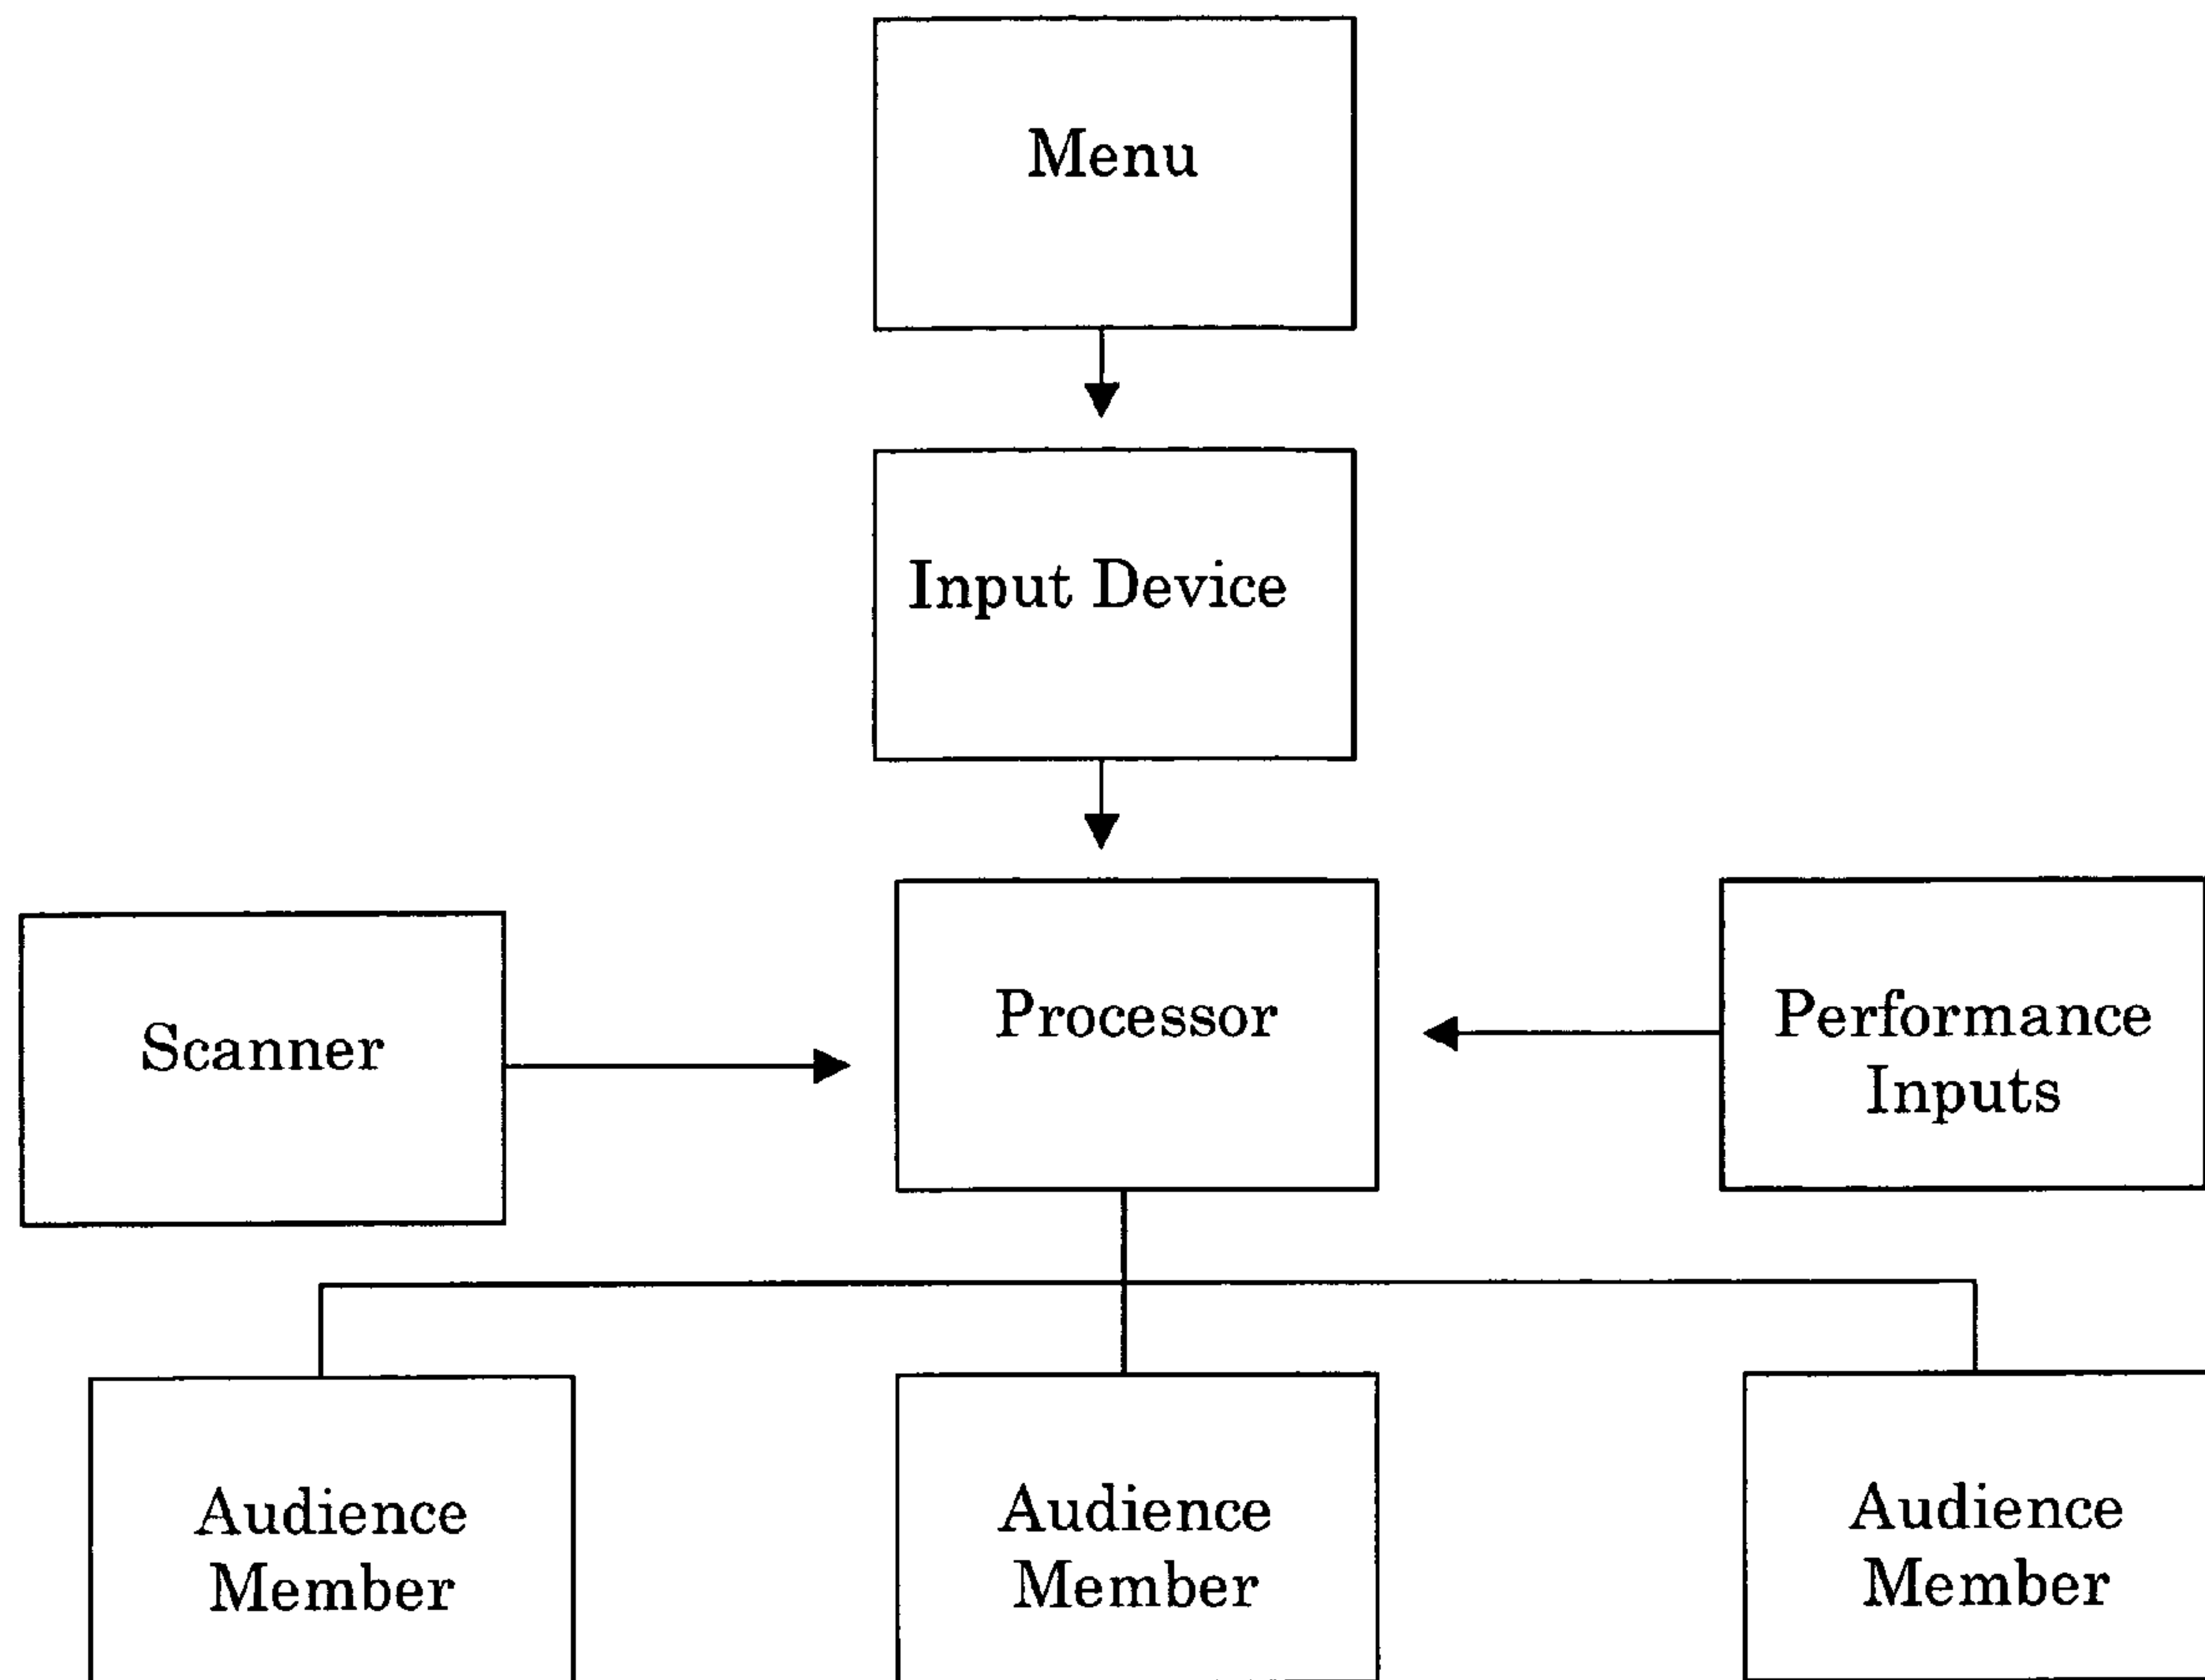 Menu
Input Device
Scanner
Processor
Performance
Inputs
Audience
Member
Audience
Member
Audience
Member